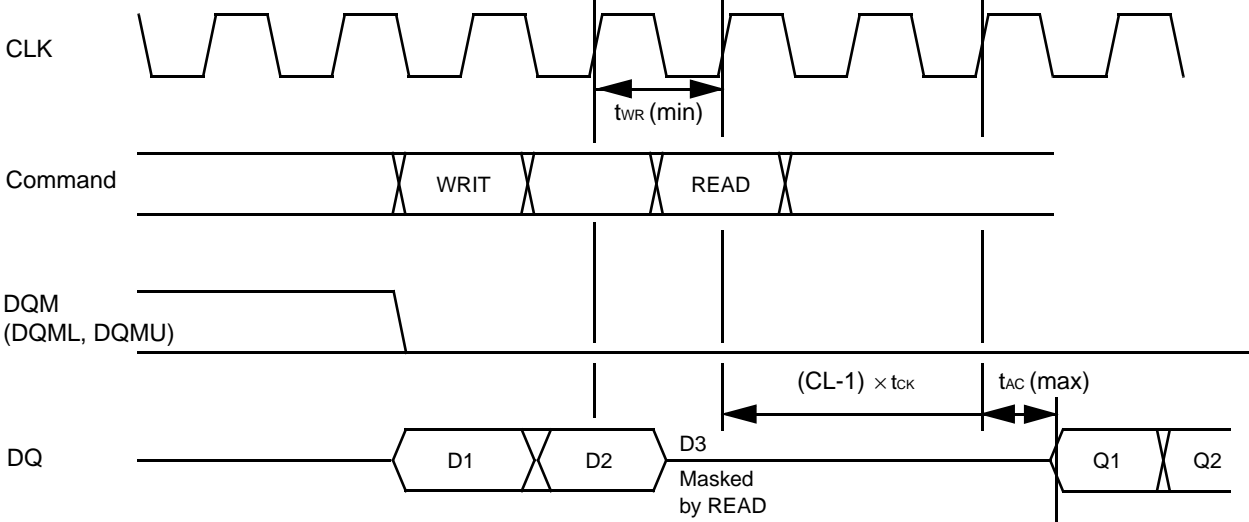 CLK
tWR (min)
Command
WRIT
READ
DQM
(DQML, DQMU)
(CL-1) × tCK
tAC (max)
DQ
D1
D2
D3
Masked
by READ
Q1
Q2